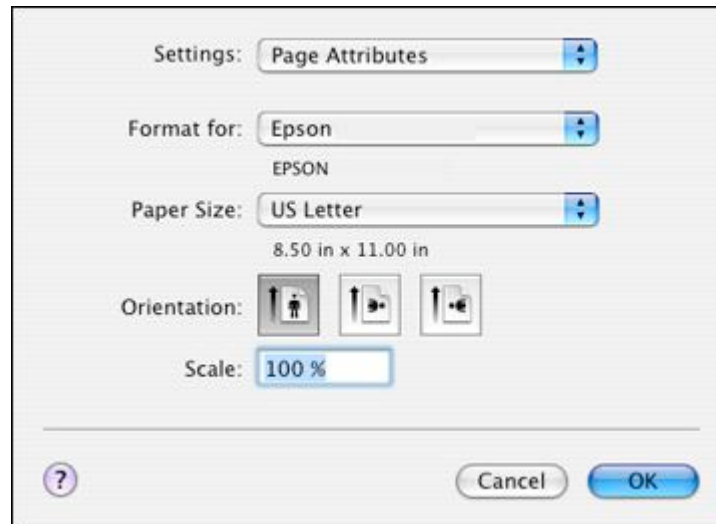 Settings: Page Attributes
Format for: Epson
EPSON
Paper Size: US Letter
8.50 in x 11.00 in
Orientation:
Scale: 100 %
? Cancel OK